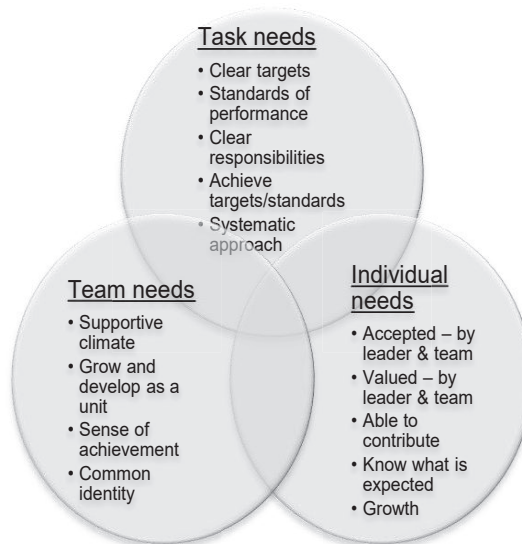 Task needs
• Clear targets
• Standards of
performance
• Clear
responsibilities
• Achieve
targets/standards
• Systematic
approach
Team needs
• Supportive
climate
• Grow and
develop as a
unit
• Sense of
achievement
• Common
identity
Individual
needs
• Accepted – by
leader & team
• Valued – by
leader & team
• Able to
contribute
• Know what is
expected
• Growth